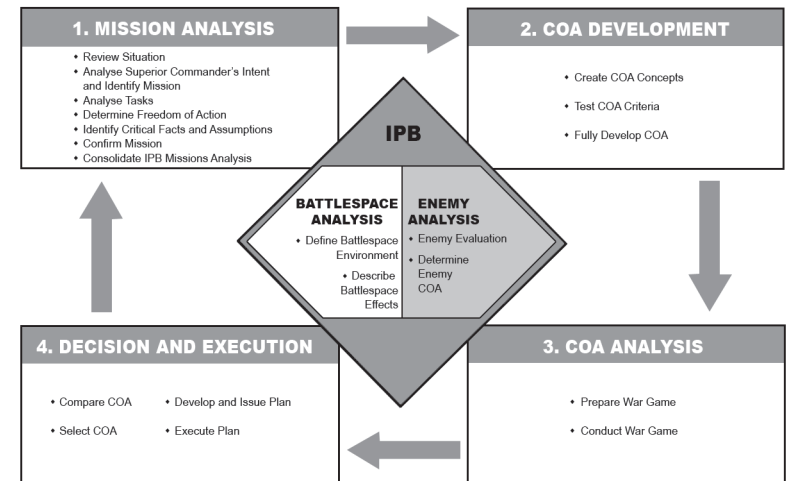 1. MISSION ANALYSIS
• Review Situation
• Analyse Superior Commander's Intent
and Identify Mission
• Analyse Tasks
• Determine Freedom of Action
• Identify Critical Facts and Assumptions
• Confirm Mission
• Consolidate IPB Missions Analysis
2. COA DEVELOPMENT
• Create COA Concepts
• Test COA Criteria
• Fully Develop COA
IPB
BATTLESPACE
ANALYSIS
• Define Battlespace
Environment
• Describe
Battlespace
Effects
ENEMY
ANALYSIS
• Enemy Evaluation
• Determine
Enemy
COA
3. COA ANALYSIS
• Prepare War Game
• Conduct War Game
4. DECISION AND EXECUTION
• Compare COA
• Select COA
• Develop and Issue Plan
• Execute Plan